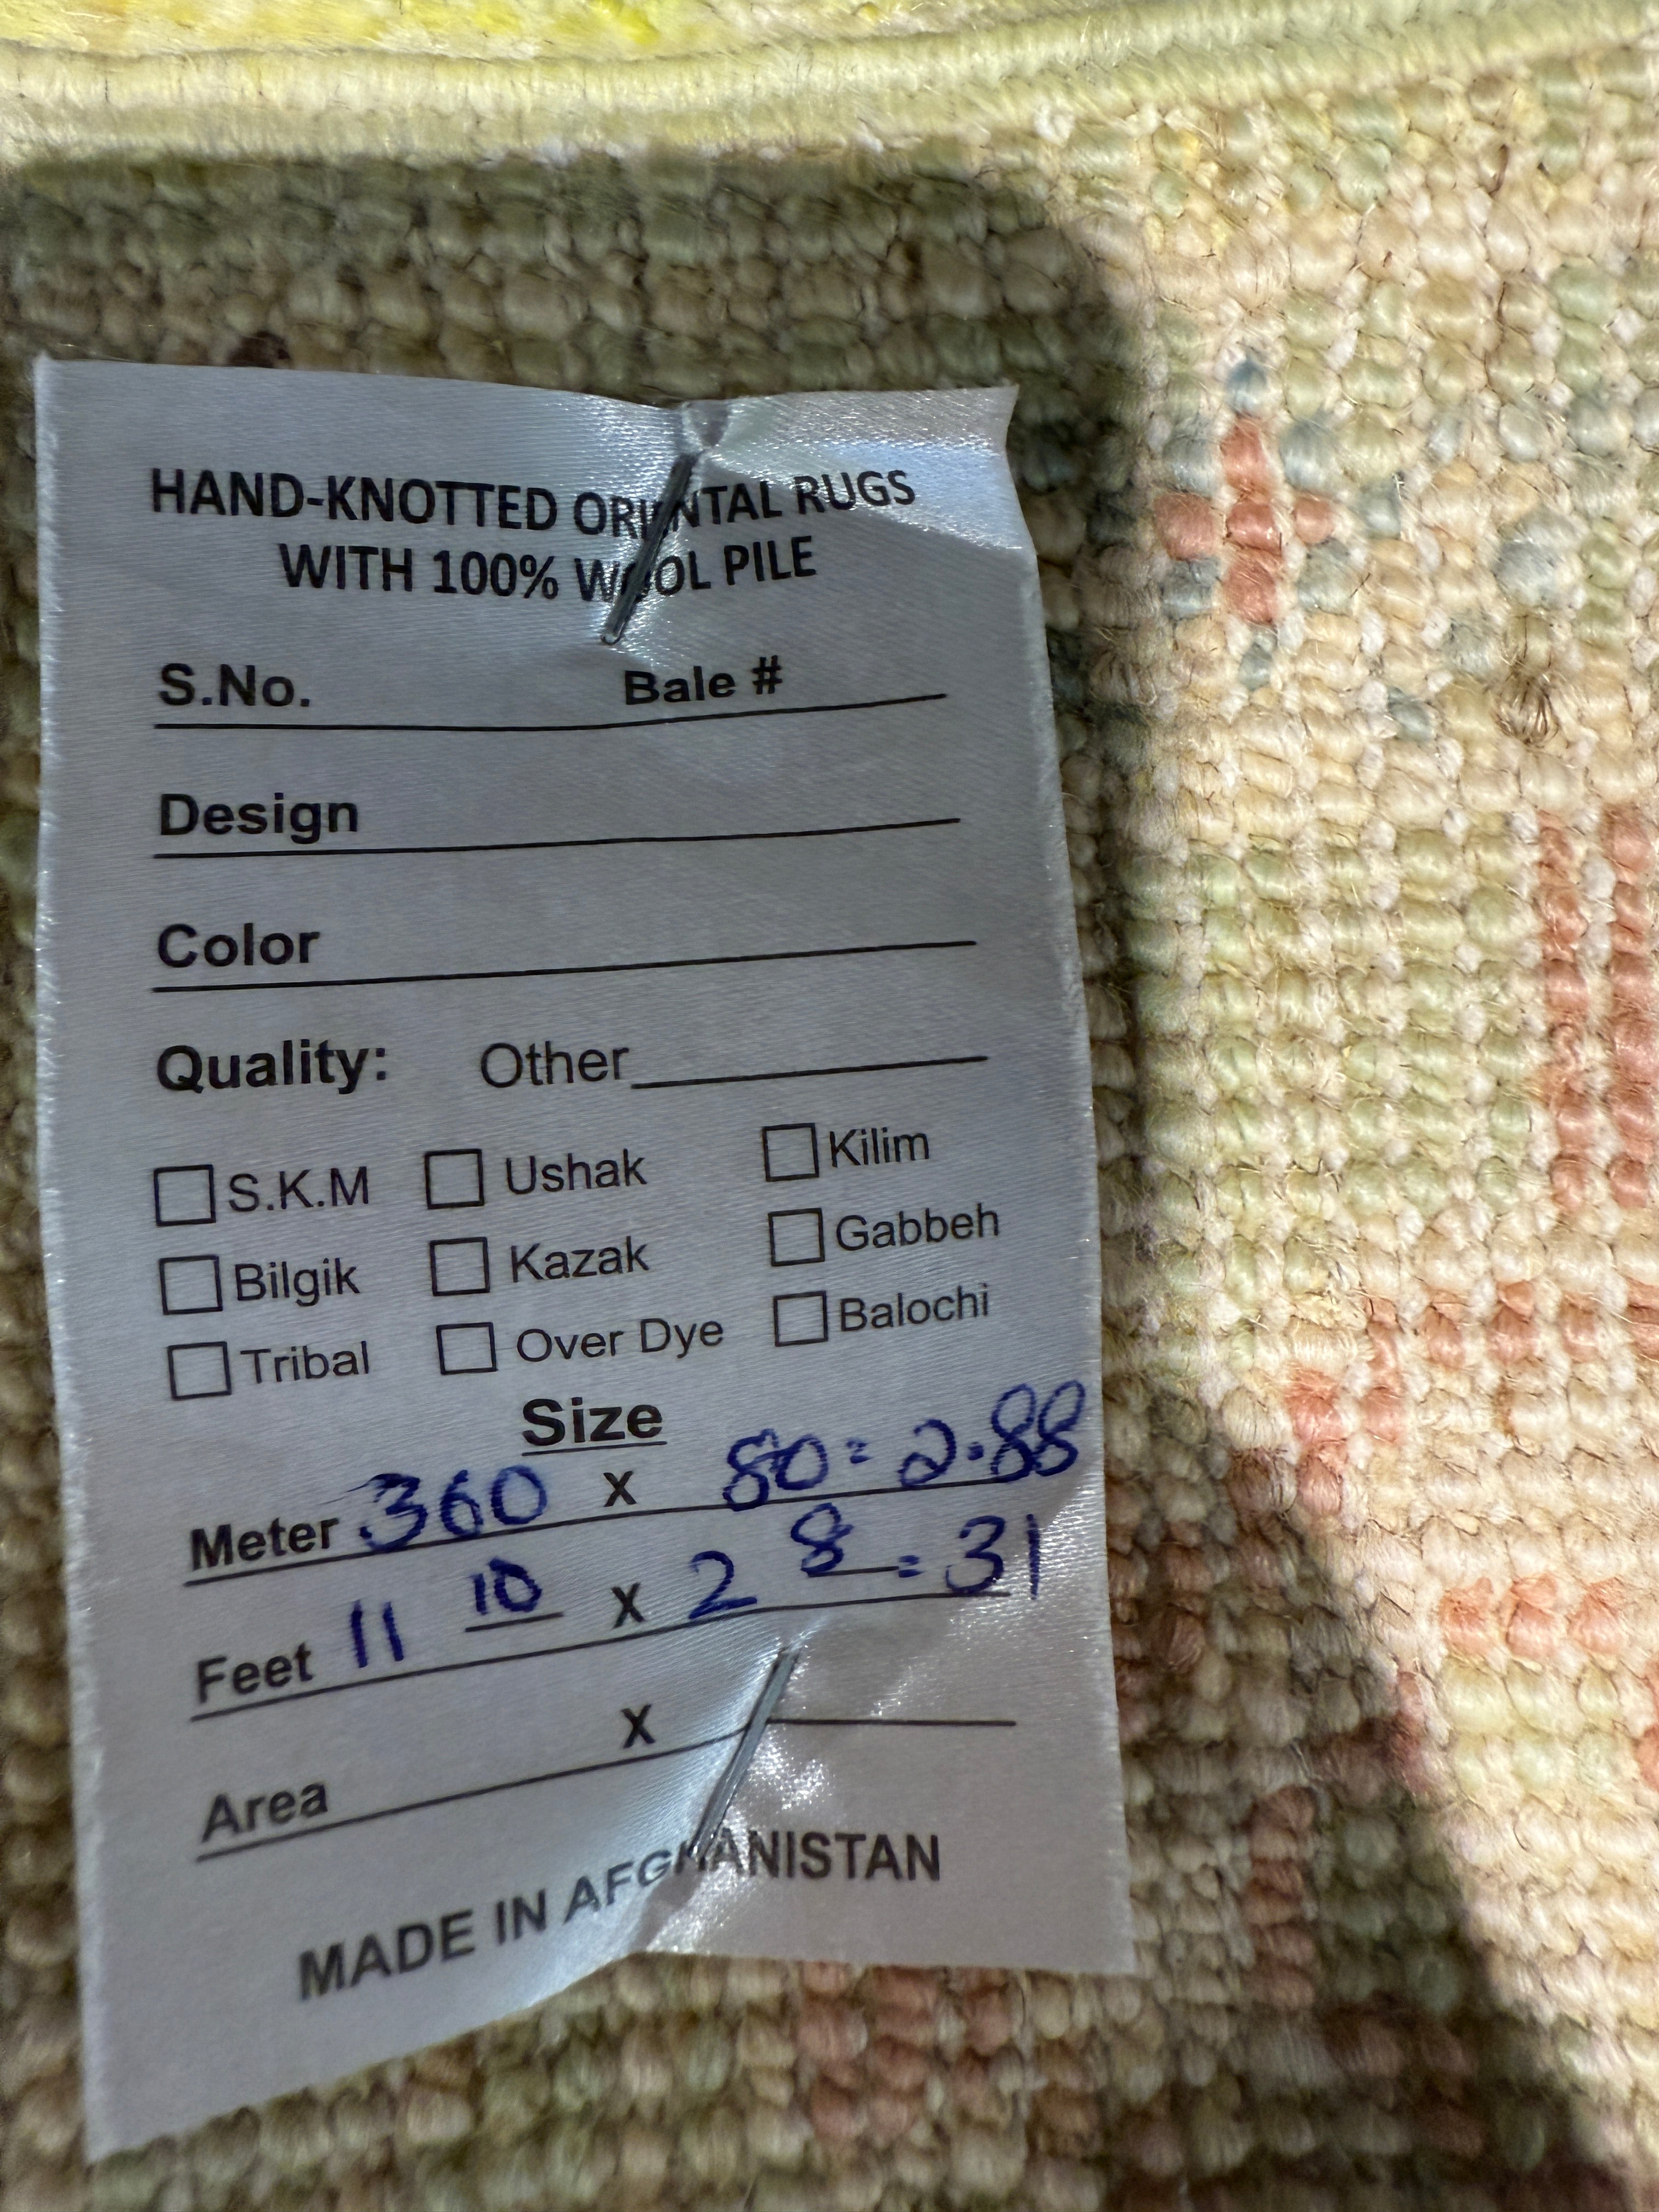 HAND-KNOTTED ORIENTAL RUGS
WITH 100% WOOL PILE
S.No. Bale #
Design
Color
Quality: Other
S.K.M Ushak Kilim
Bilgik Kazak Gabbeh
Tribal Over Dye Balochi
Size
Meter 360 x 80 = 2.88
Feet 11 10 x 2 8 = 31
Area x
MADE IN AFGHANISTAN